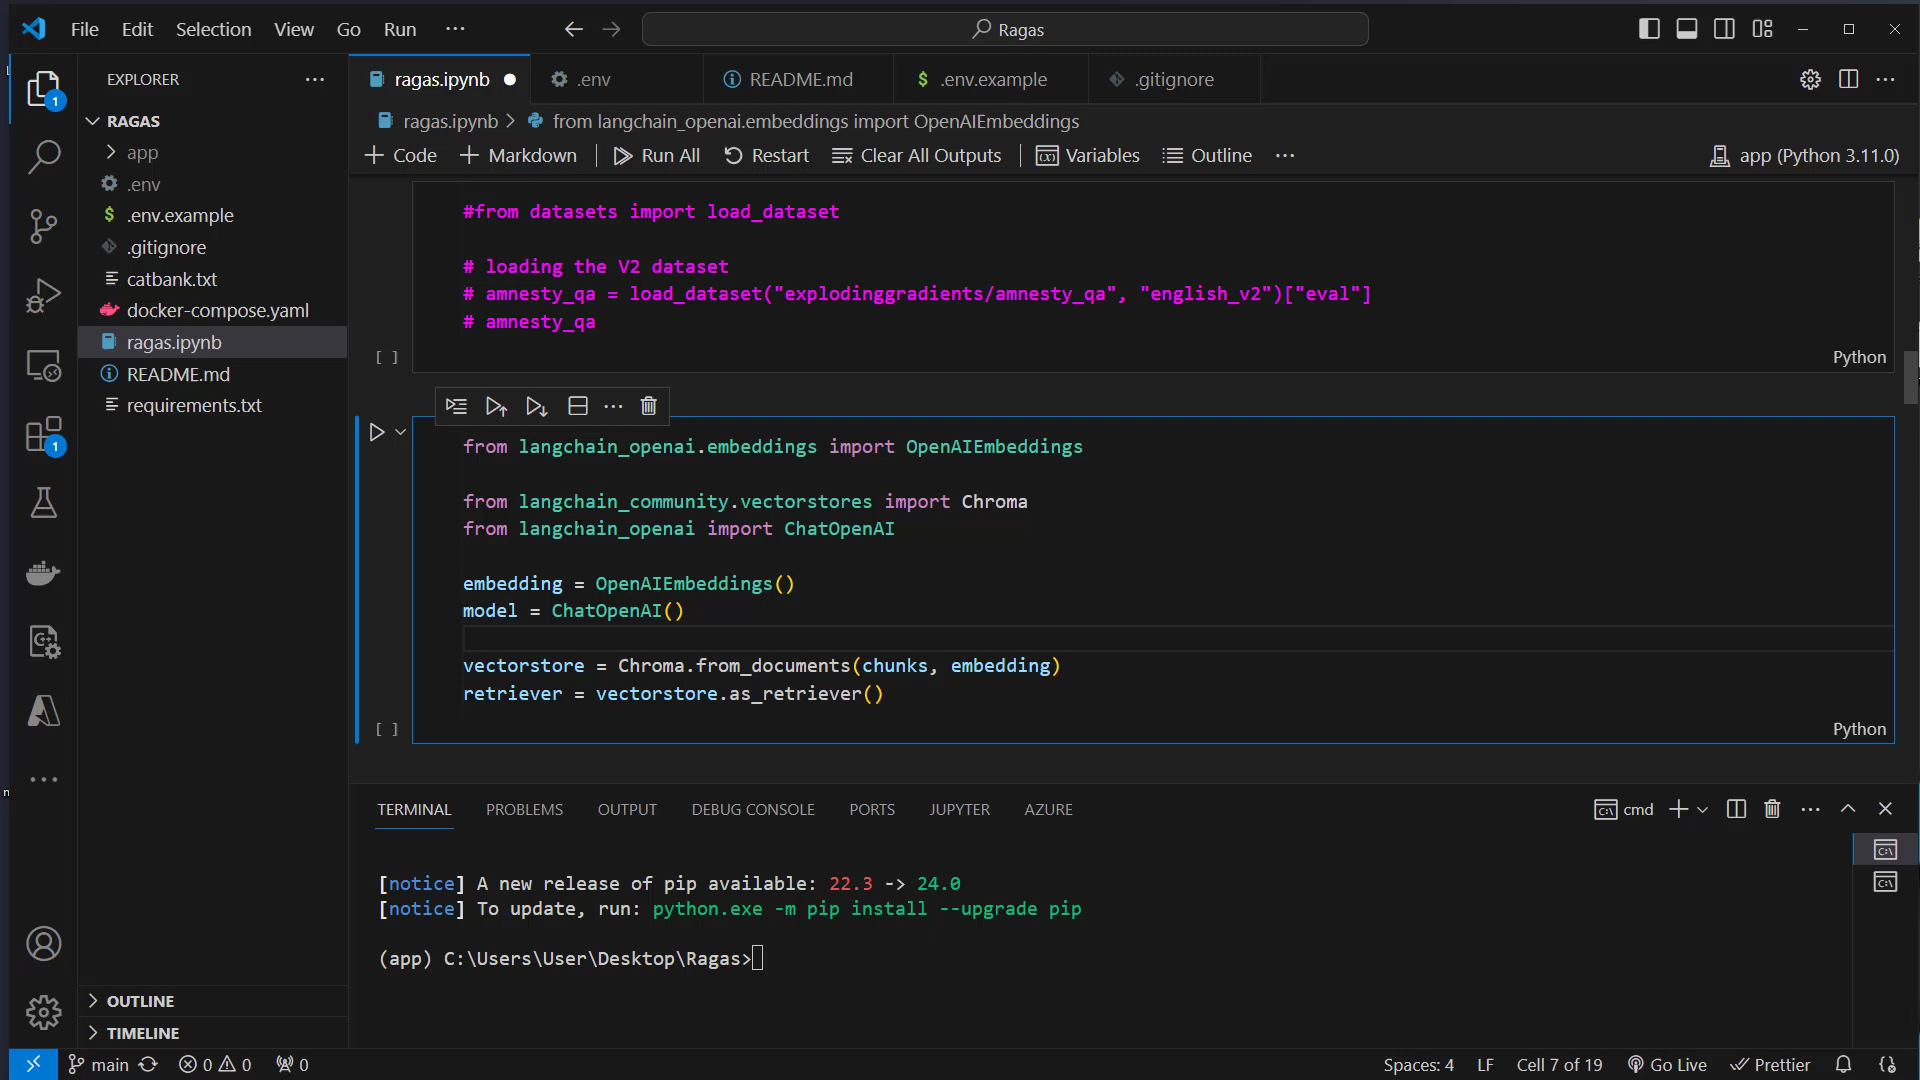 File Edit Selection View Go Run ···
Ragas
EXPLORER
ragas.ipynb
.env
README.md
$ .env.example
.gitignore
RAGAS
app
.env
$ .env.example
.gitignore
catbank.txt
docker-compose.yaml
ragas.ipynb
README.md
requirements.txt
OUTLINE
TIMELINE
1
1
ragas.ipynb > from langchain_openai.embeddings import OpenAIEmbeddings
+ Code + Markdown Run All Restart Clear All Outputs Variables Outline ···
app (Python 3.11.0)
#from datasets import load_dataset
# loading the V2 dataset
# amnesty_qa = load_dataset("explodinggradients/amnesty_qa", "english_v2")["eval"]
# amnesty_qa
[ ]
Python
from langchain_openai.embeddings import OpenAIEmbeddings
from langchain_community.vectorstores import Chroma
from langchain_openai import ChatOpenAI
embedding = OpenAIEmbeddings()
model = ChatOpenAI()
vectorstore = Chroma.from_documents(chunks, embedding)
retriever = vectorstore.as_retriever()
[ ]
Python
TERMINAL PROBLEMS OUTPUT DEBUG CONSOLE PORTS JUPYTER AZURE
cmd
[notice] A new release of pip available: 22.3 -> 24.0
[notice] To update, run: python.exe -m pip install --upgrade pip
(app) C:\Users\User\Desktop\Ragas>
main 0 0 0
Spaces: 4 LF Cell 7 of 19 Go Live Prettier